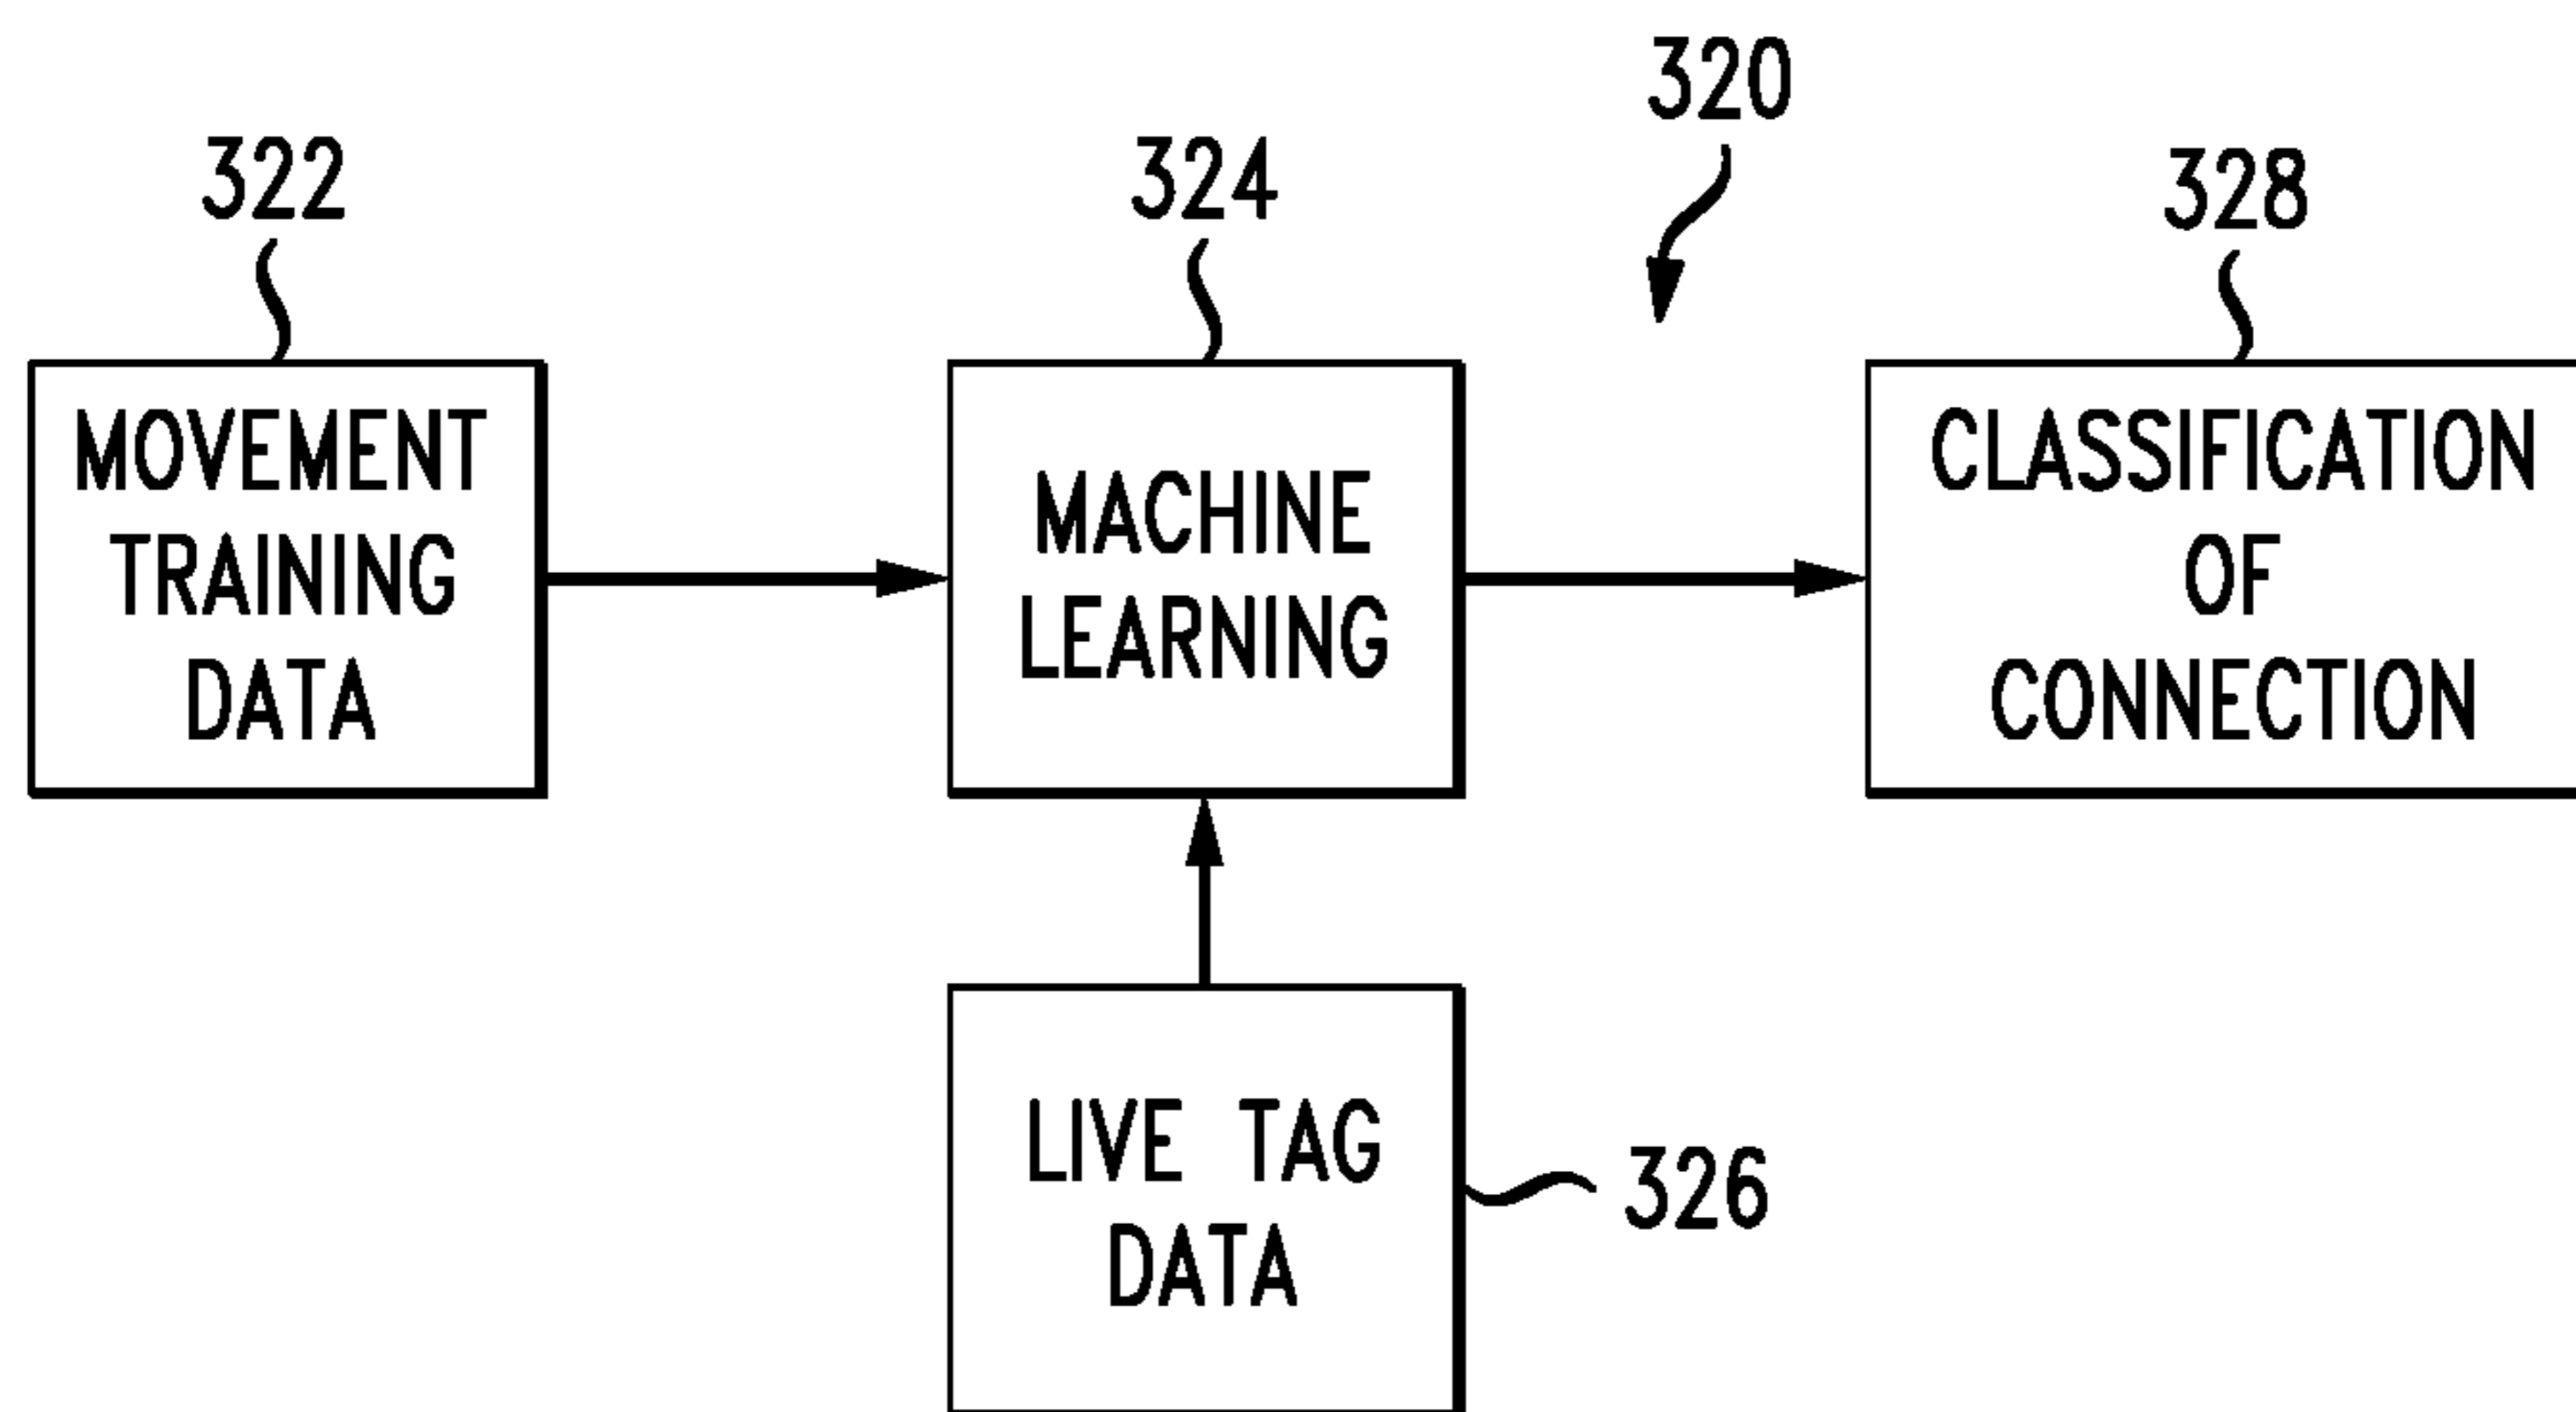 320
322
324
328
MOVEMENT
TRAINING
DATA
MACHINE
LEARNING
CLASSIFICATION
OF
CONNECTION
LIVE TAG
DATA
326